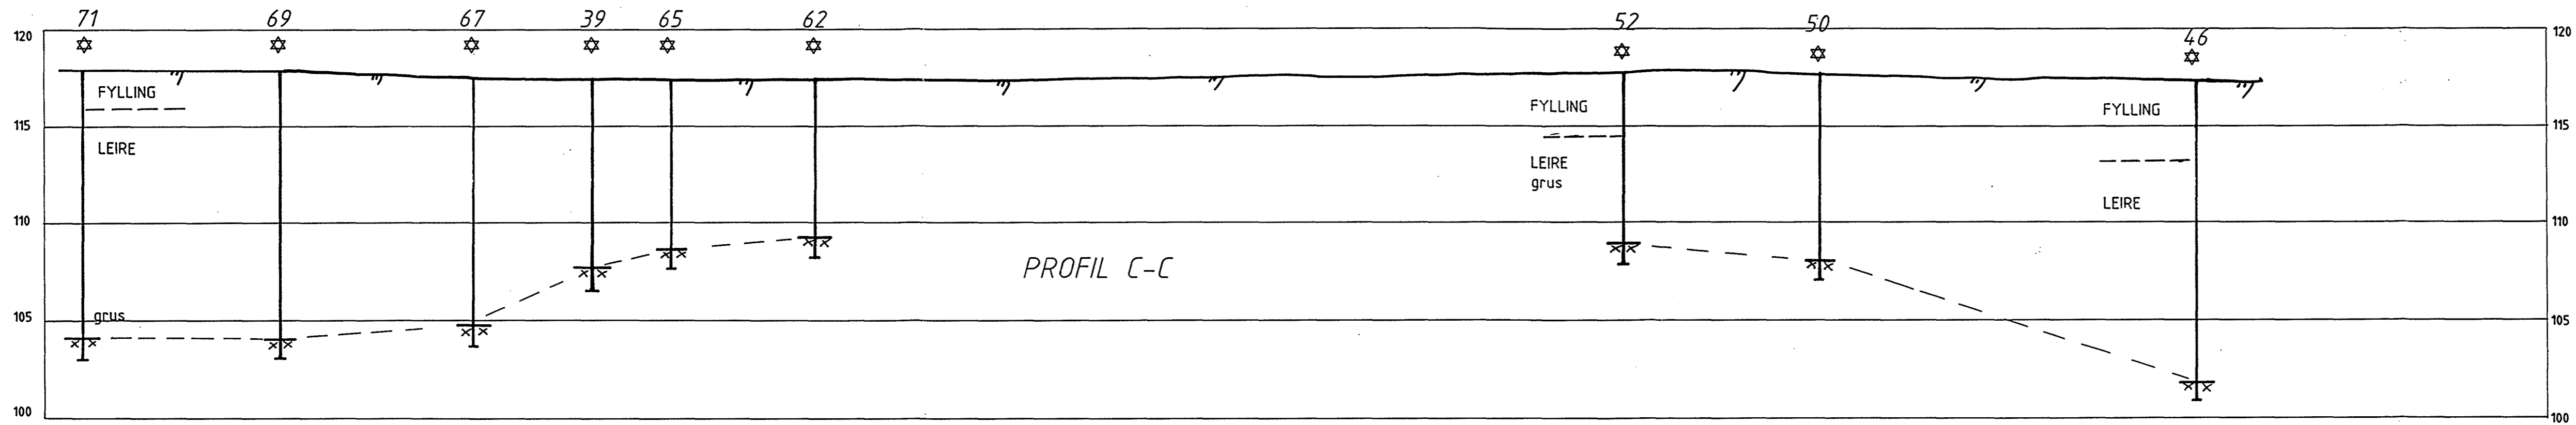 71 69 67 39 65 62 52 50 46
120 120
FYLLING FYLLING FYLLING
115 115
LEIRE LEIRE LEIRE
grus
110 110
PROFIL C-C
grus
105 105
100 100